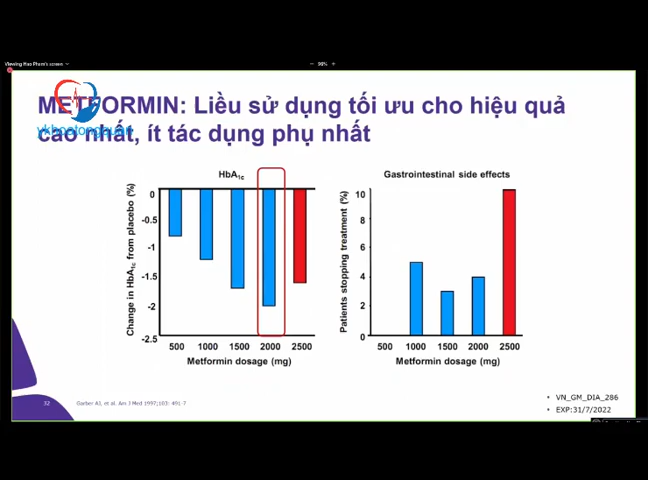 Viewing Hao Pham's screen
96%
METFORMIN: Liều sử dụng tối ưu cho hiệu quả
cao nhất, ít tác dụng phụ nhất
ykhoatongquan
HbA1c
Change in HbA1c from placebo (%)
0
-0.5
-1
-1.5
-2
-2.5
500 1000 1500 2000 2500
Metformin dosage (mg)
Gastrointestinal side effects
Patients stopping treatment (%)
10
8
6
4
2
0
500 1000 1500 2000 2500
Metformin dosage (mg)
32
Garber AJ, et al. Am J Med 1997;103: 491-7
• VN_GM_DIA_286
• EXP:31/7/2022